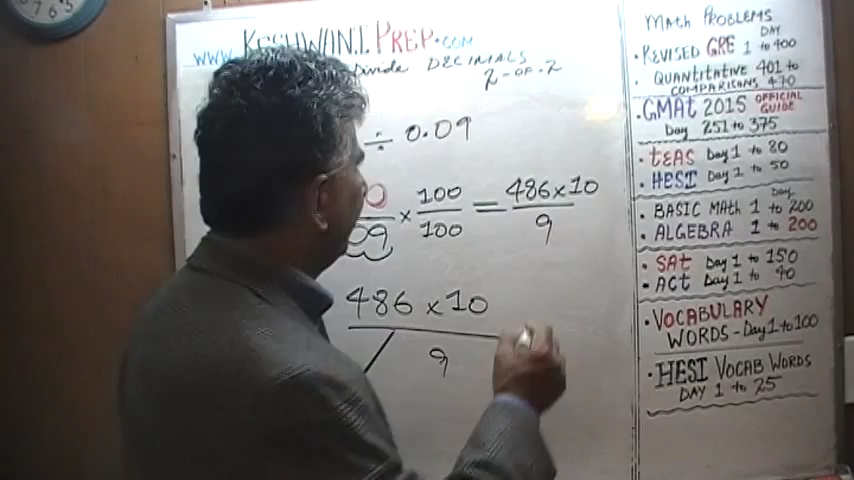 WWW. KESHWANI PREP.COM
Divide DECIMALS
2-OF-2
÷ 0.09
× 100/100 = 486×10/9
486 ×10
9
MATH PROBLEMS
DAY
• REVISED GRE 1 to 400
• QUANTITATIVE 401 to
COMPARISONS 470
• GMAT 2015 OFFICIAL GUIDE
Day 251 to 375
• TEAS Day 1 to 80
• HESI Day 1 to 50
Day
• BASIC MATH 1 to 200
• ALGEBRA 1 to 200
• SAT Day 1 to 150
• ACT Day 1 to 40
• VOCABULARY
WORDS - Day 1 to 100
• HESI VOCAB WORDS
DAY 1 to 25